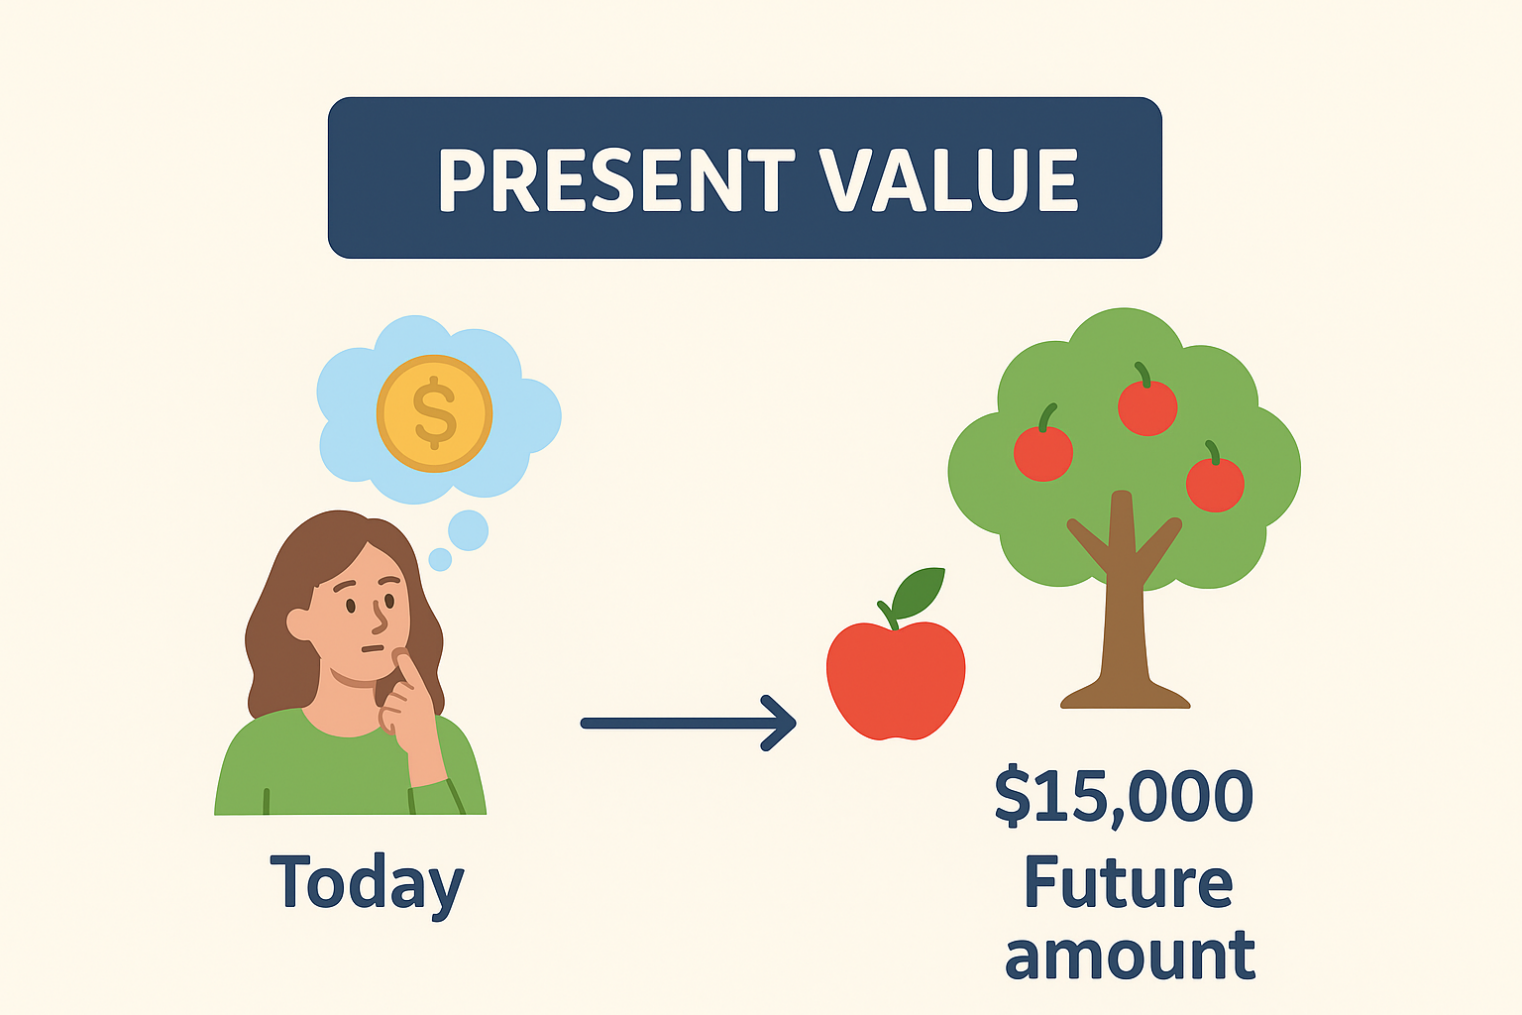 PRESENT VALUE
$
Today
$15,000
Future
amount